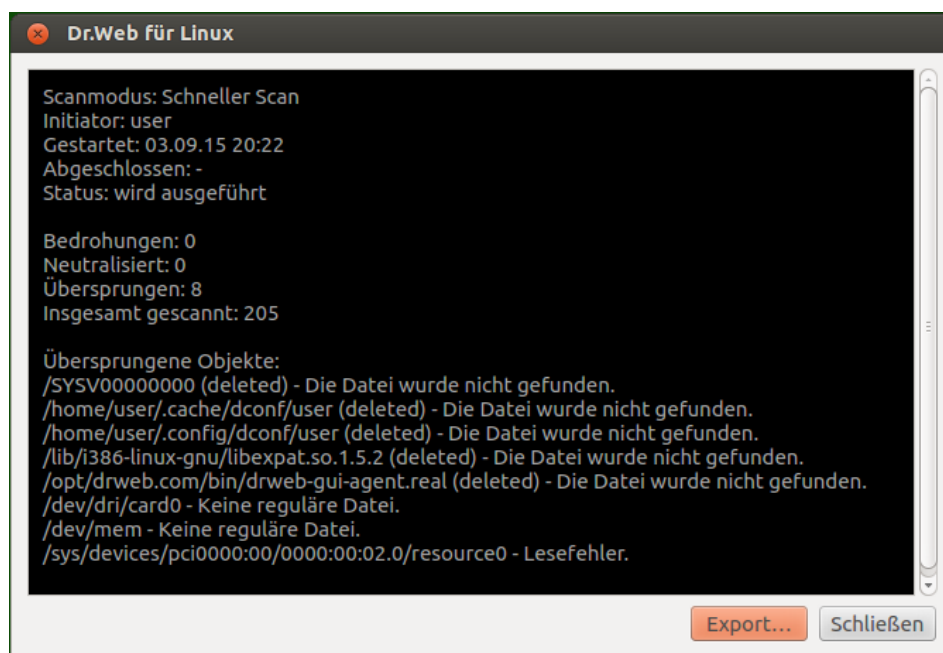 Dr.Web für Linux
Scanmodus: Schneller Scan
Initiator: user
Gestartet: 03.09.15 20:22
Abgeschlossen: -
Status: wird ausgeführt
Bedrohungen: 0
Neutralisiert: 0
Übersprungen: 8
Insgesamt gescannt: 205
Übersprungene Objekte:
/SYSV00000000 (deleted) - Die Datei wurde nicht gefunden.
/home/user/.cache/dconf/user (deleted) - Die Datei wurde nicht gefunden.
/home/user/.config/dconf/user (deleted) - Die Datei wurde nicht gefunden.
/lib/i386-linux-gnu/libexpat.so.1.5.2 (deleted) - Die Datei wurde nicht gefunden.
/opt/drweb.com/bin/drweb-gui-agent.real (deleted) - Die Datei wurde nicht gefunden.
/dev/dri/card0 - Keine reguläre Datei.
/dev/mem - Keine reguläre Datei.
/sys/devices/pci0000:00/0000:00:02.0/resource0 - Lesefehler.
Export... Schließen